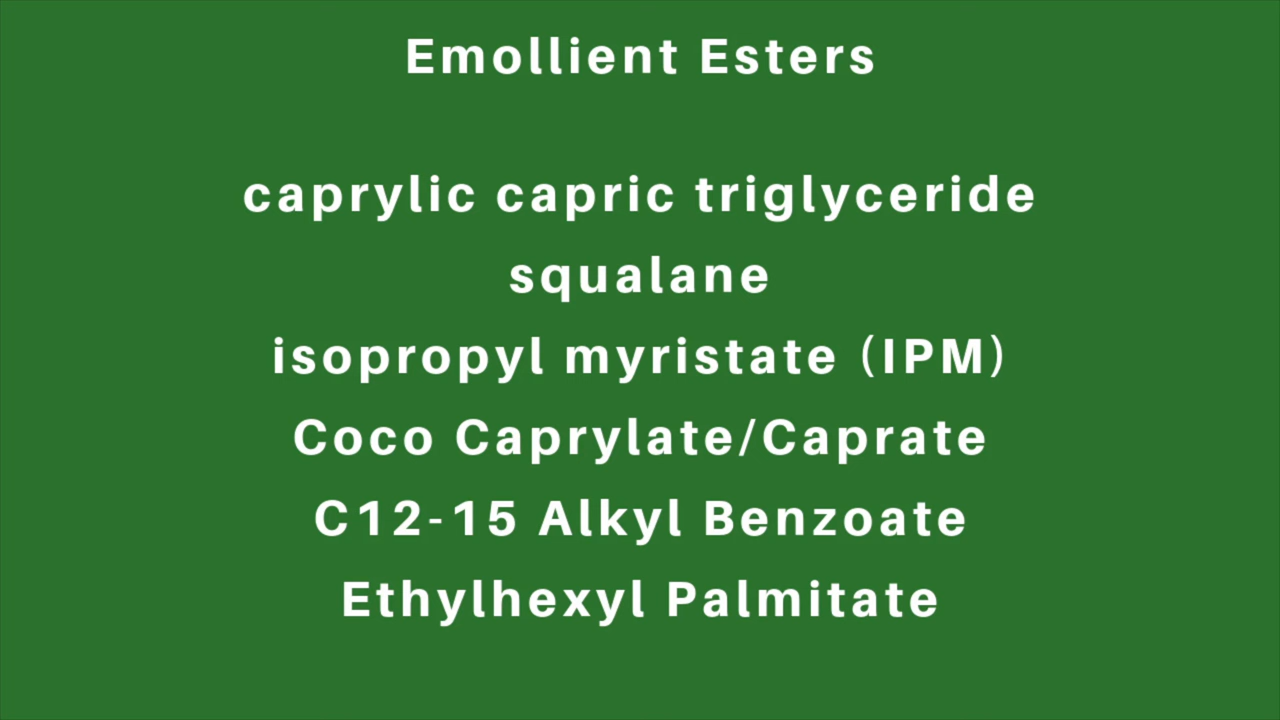 Emollient Esters
caprylic capric triglyceride
squalane
isopropyl myristate (IPM)
Coco Caprylate/Caprate
C12-15 Alkyl Benzoate
Ethylhexyl Palmitate